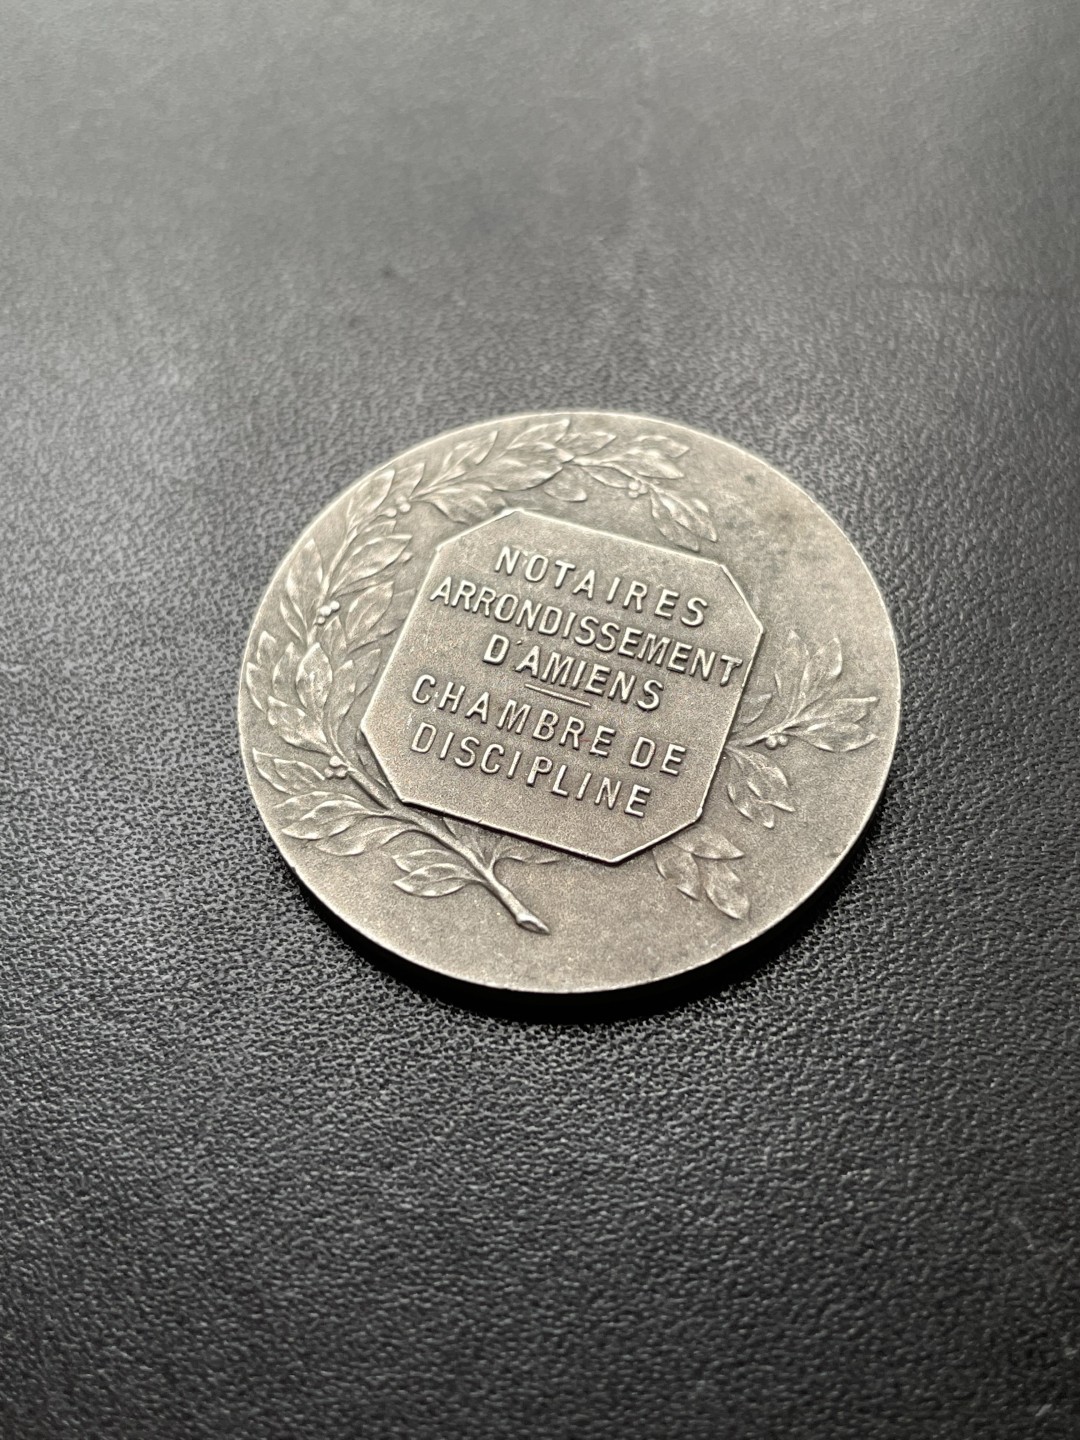 NOTAIRES
ARRONDISSEMENT
D'AMIENS
CHAMBRE DE
DISCIPLINE